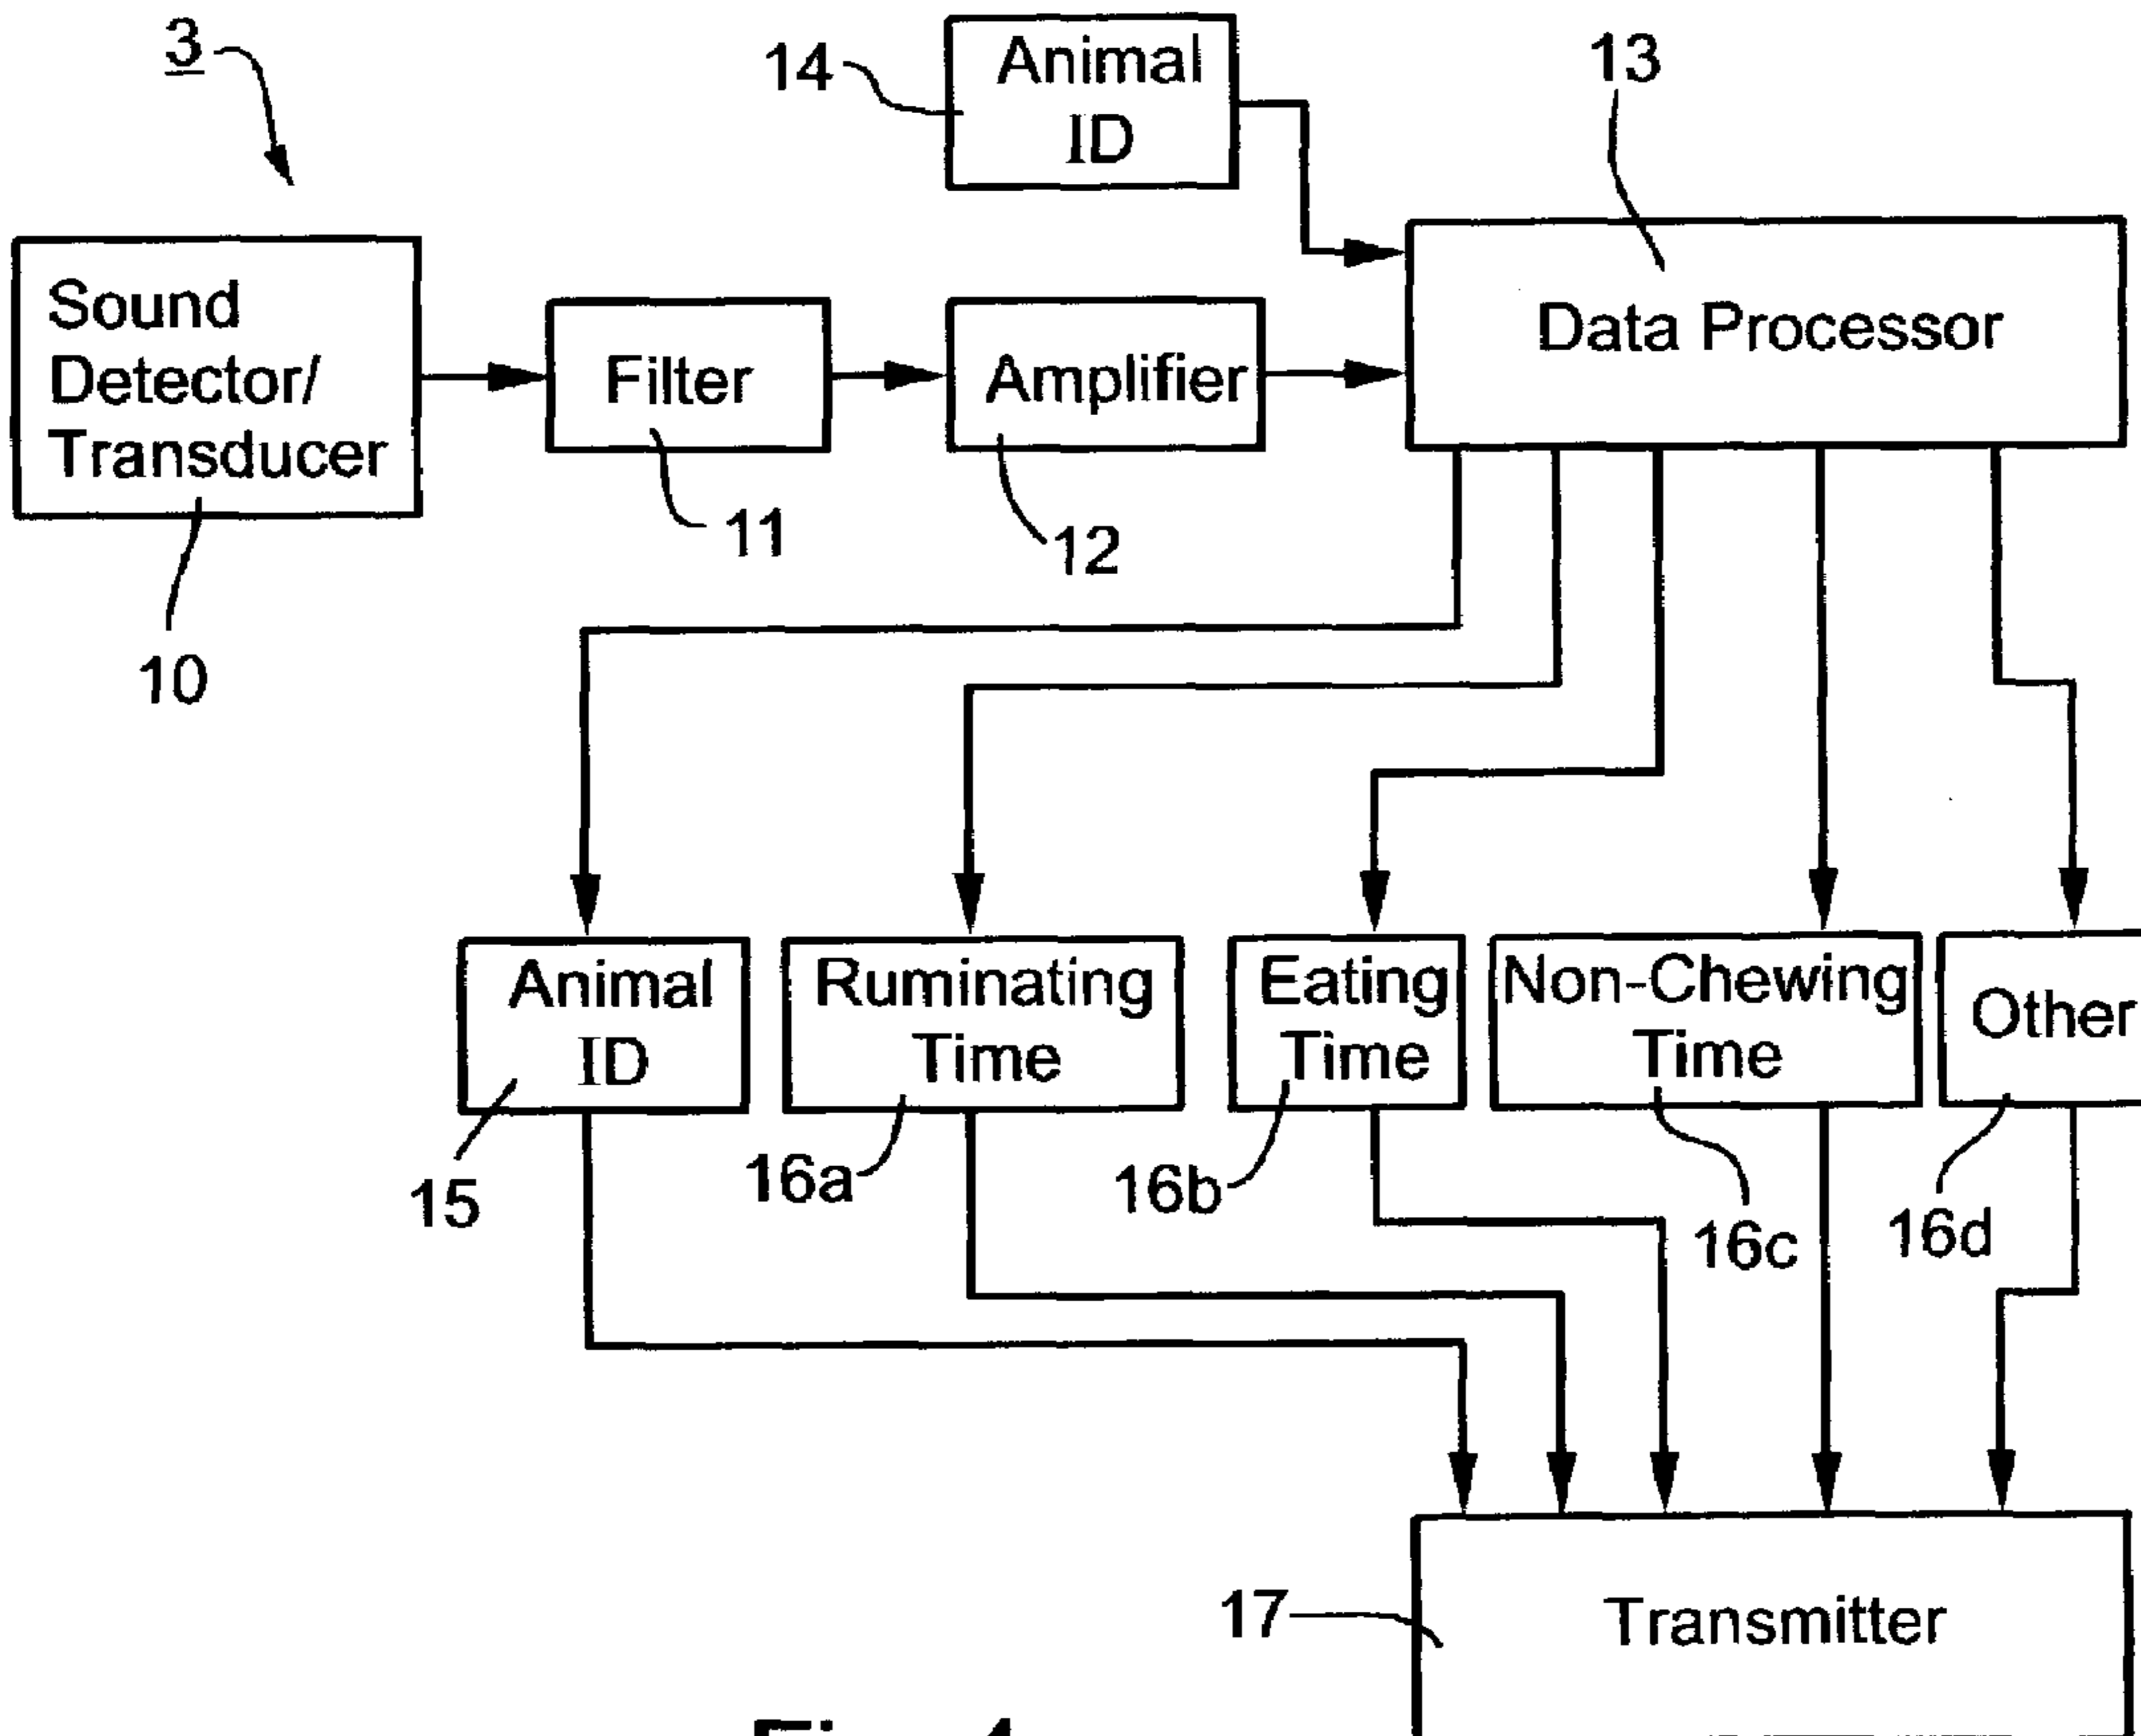 3
14
Animal
ID
13
Sound
Detector/
Transducer
Filter
Amplifier
Data Processor
10
11
12
Animal
ID
Ruminating
Time
Eating
Time
Non-Chewing
Time
Other
15
16a
16b
16c
16d
17
Transmitter